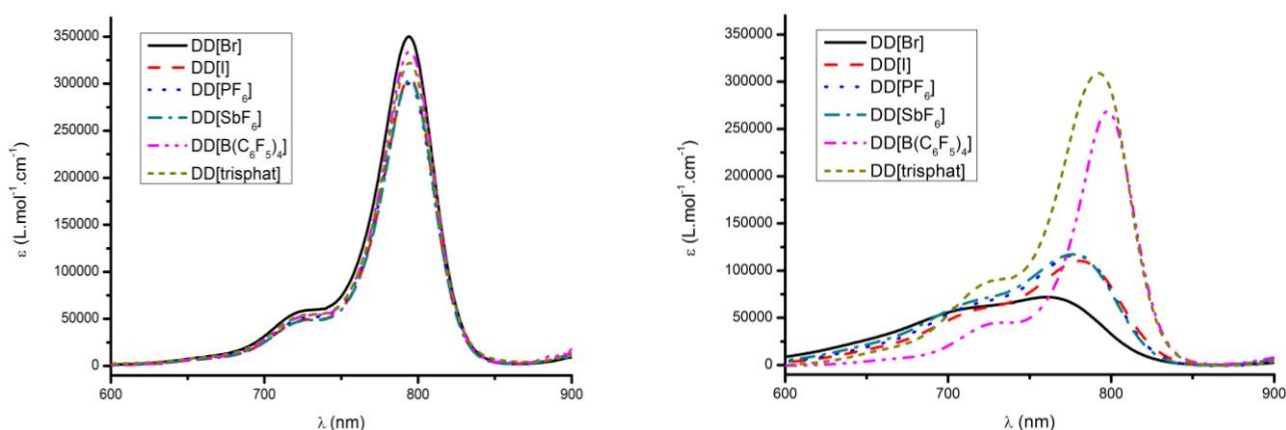 350000
300000
250000
200000
150000
100000
50000
0
ε (L.mol⁻¹.cm⁻¹)
DD[Br]
DD[I]
DD[PF₆]
DD[SbF₆]
DD[B(C₆F₅)₄]
DD[trisphat]
600
700
800
900
λ (nm)
350000
300000
250000
200000
150000
100000
50000
0
ε (L.mol⁻¹.cm⁻¹)
DD[Br]
DD[I]
DD[PF₆]
DD[SbF₆]
DD[B(C₆F₅)₄]
DD[trisphat]
600
700
800
900
λ (nm)